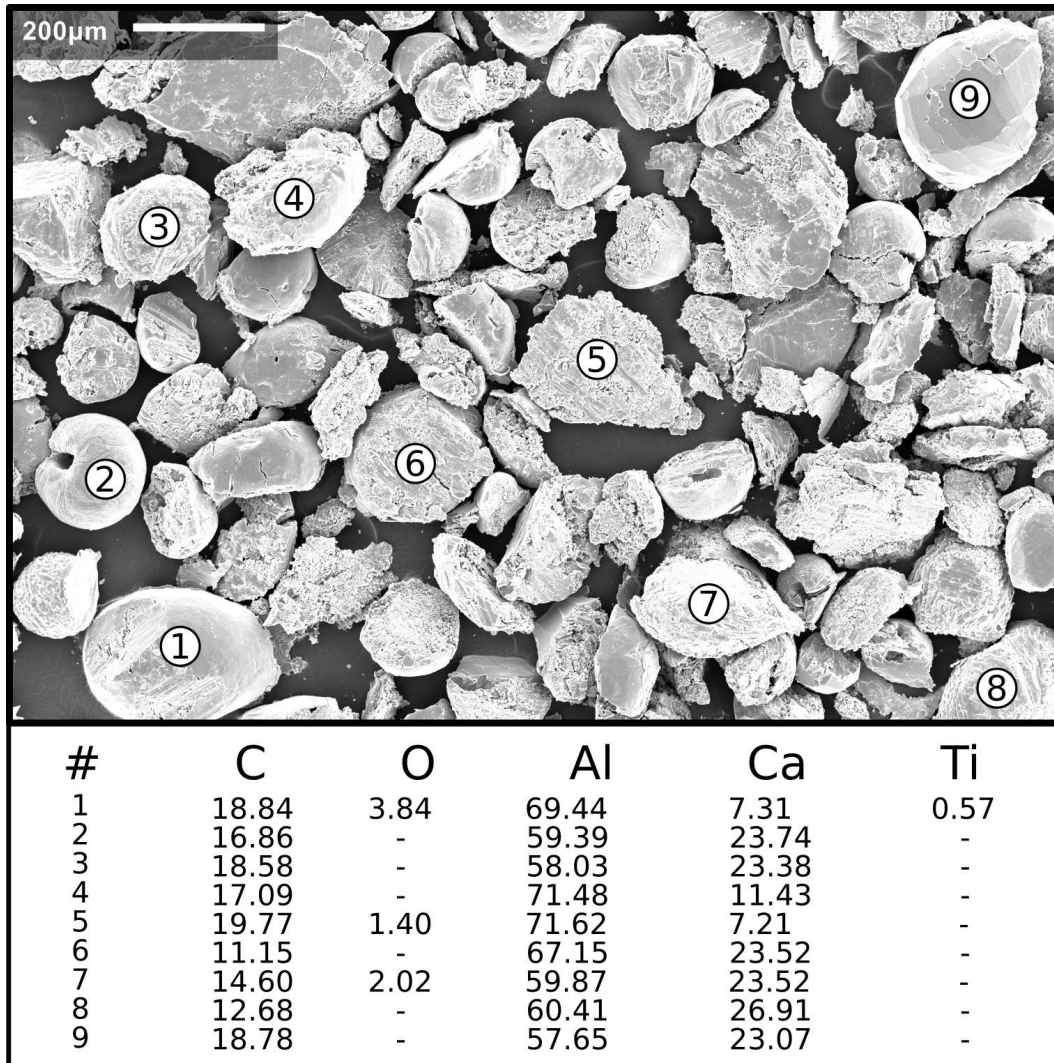 200μm
9
4
3
5
6
2
7
1
8
# C O Al Ca Ti
1 18.84 3.84 69.44 7.31 0.57
2 16.86 - 59.39 23.74 -
3 18.58 - 58.03 23.38 -
4 17.09 - 71.48 11.43 -
5 19.77 1.40 71.62 7.21 -
6 11.15 - 67.15 23.52 -
7 14.60 2.02 59.87 23.52 -
8 12.68 - 60.41 26.91 -
9 18.78 - 57.65 23.07 -